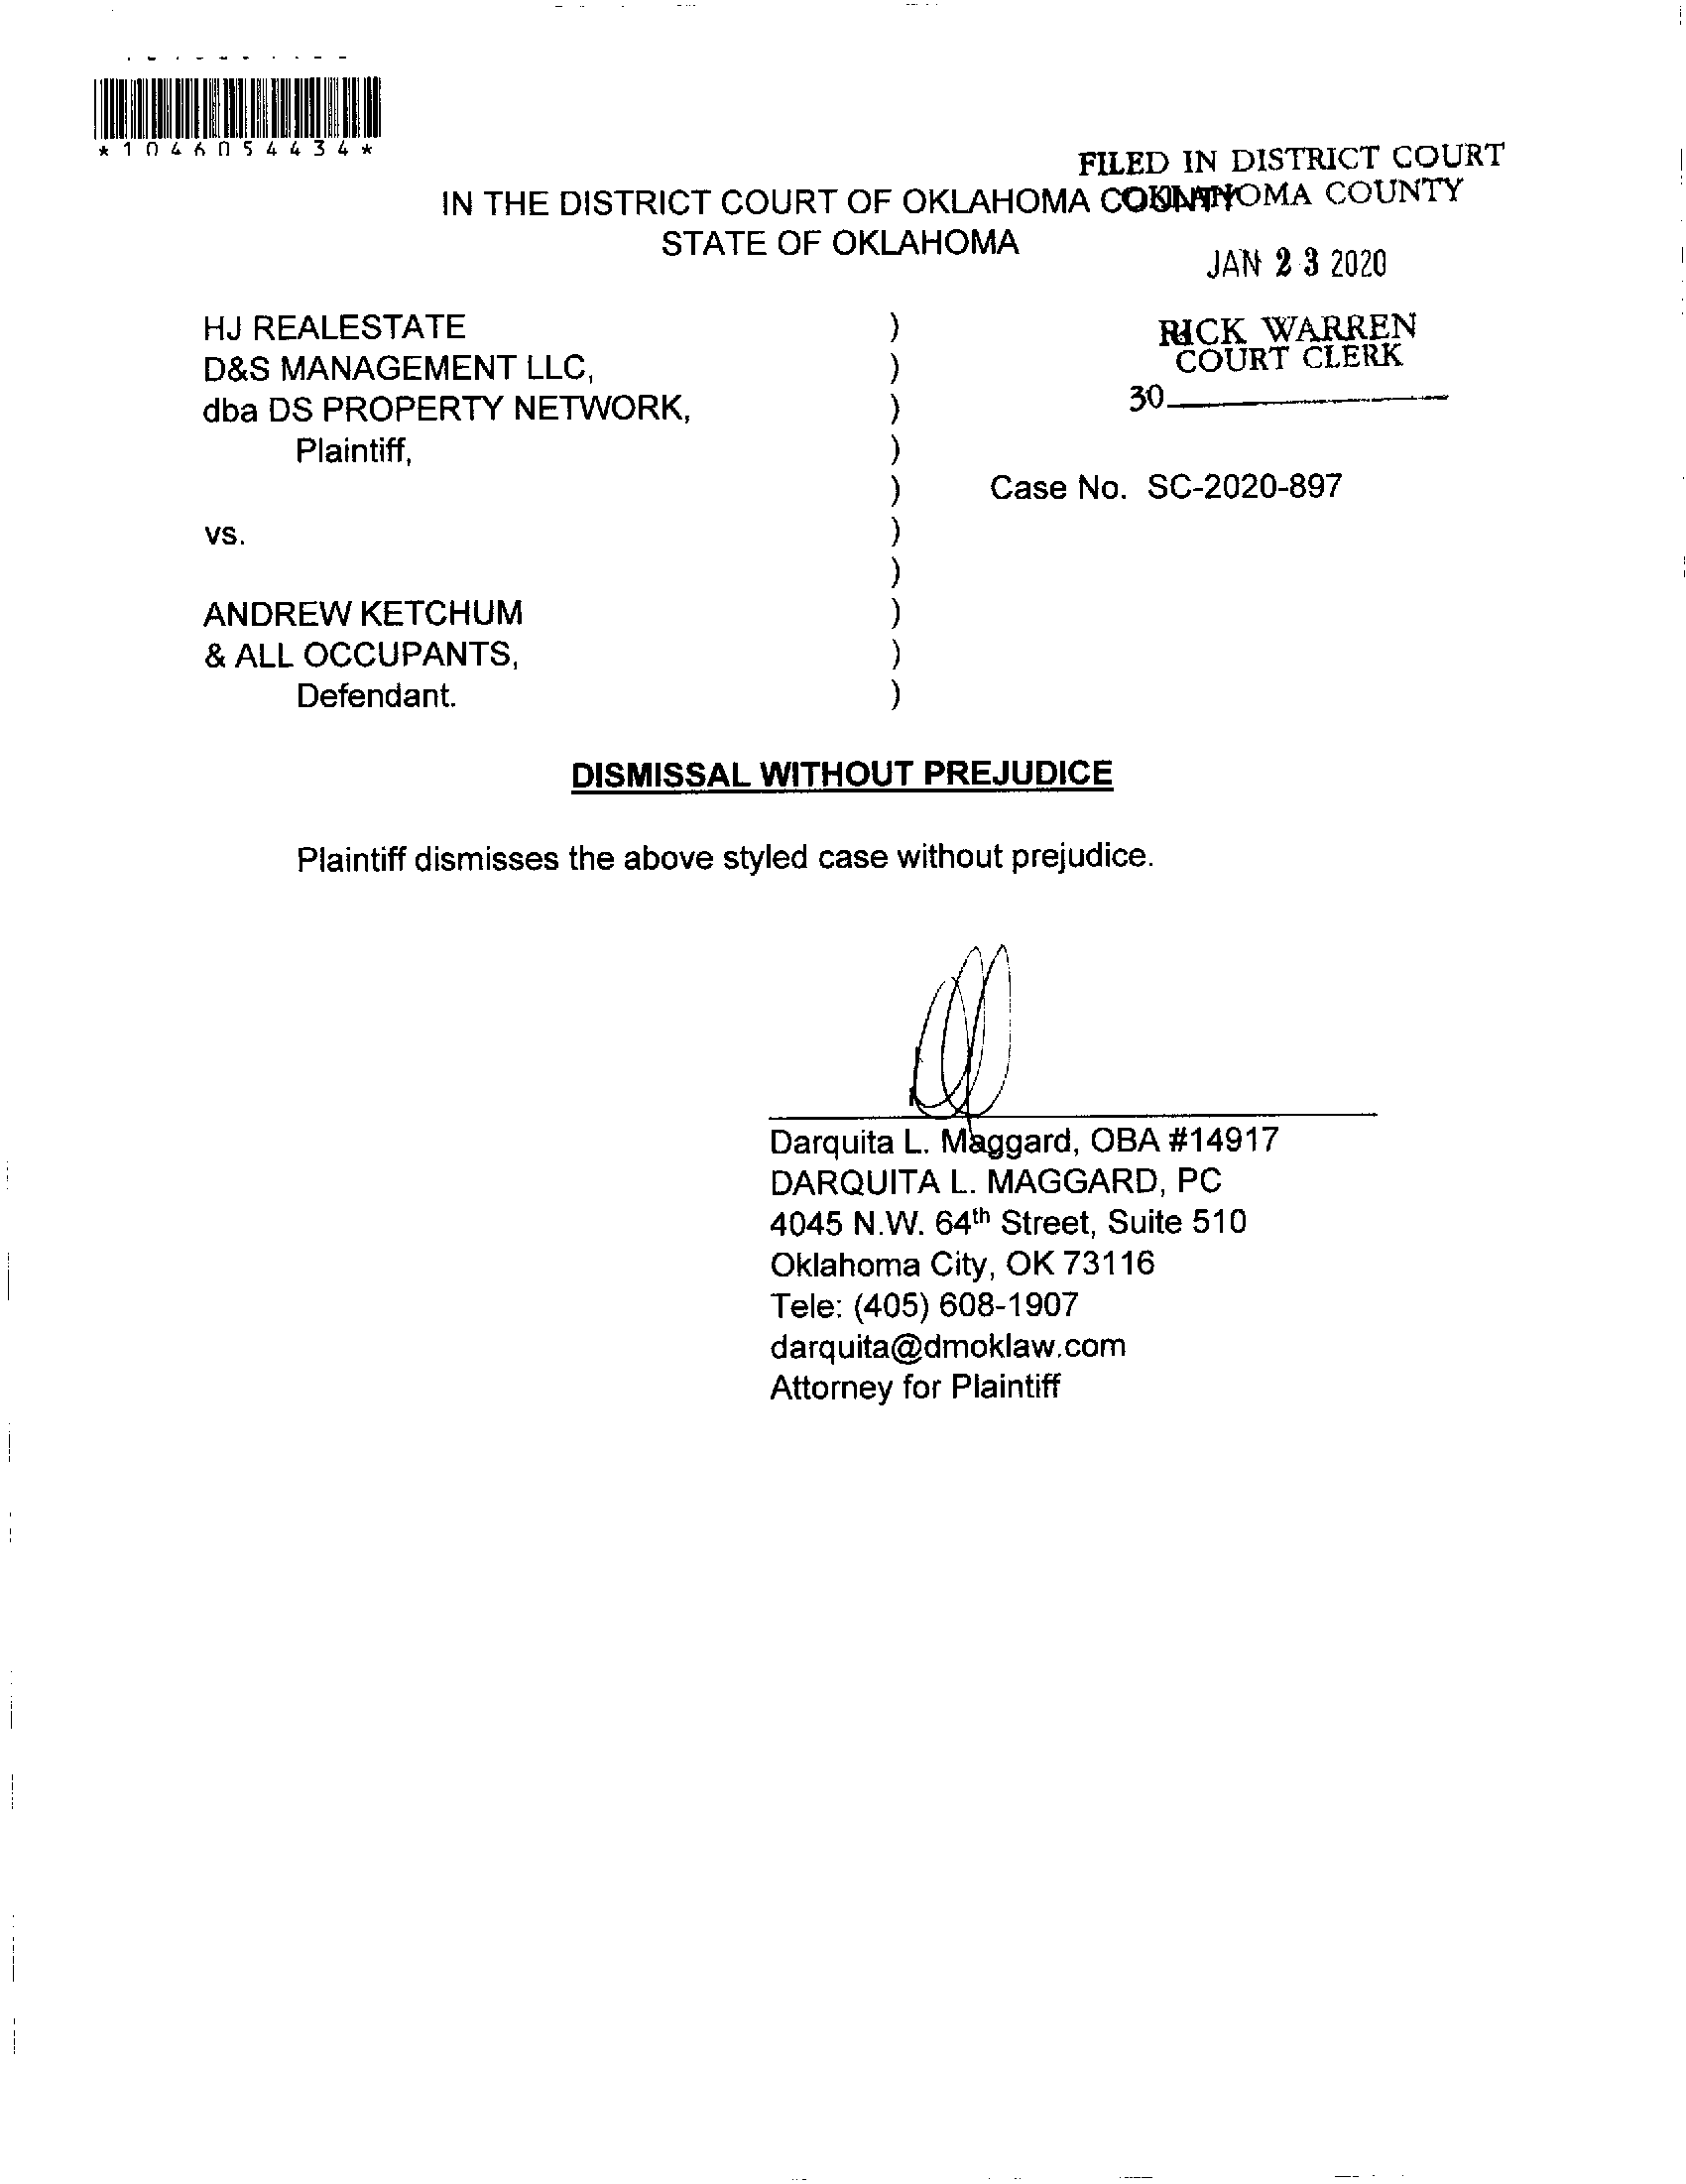 *1046054434*
FILED IN DISTRICT COURT
OKLAHOMA COUNTY
IN THE DISTRICT COURT OF OKLAHOMA COUNTY
STATE OF OKLAHOMA
JAN 23 2020
HJ REALESTATE )
D&S MANAGEMENT LLC, )
dba DS PROPERTY NETWORK, )
Plaintiff, )
RICK WARREN
COURT CLERK
30
) Case No. SC-2020-897
vs. )
)
ANDREW KETCHUM )
& ALL OCCUPANTS, )
Defendant. )
DISMISSAL WITHOUT PREJUDICE
Plaintiff dismisses the above styled case without prejudice.
Darquita L. Maggard, OBA #14917
DARQUITA L. MAGGARD, PC
4045 N.W. 64th Street, Suite 510
Oklahoma City, OK 73116
Tele: (405) 608-1907
darquita@dmoklaw.com
Attorney for Plaintiff